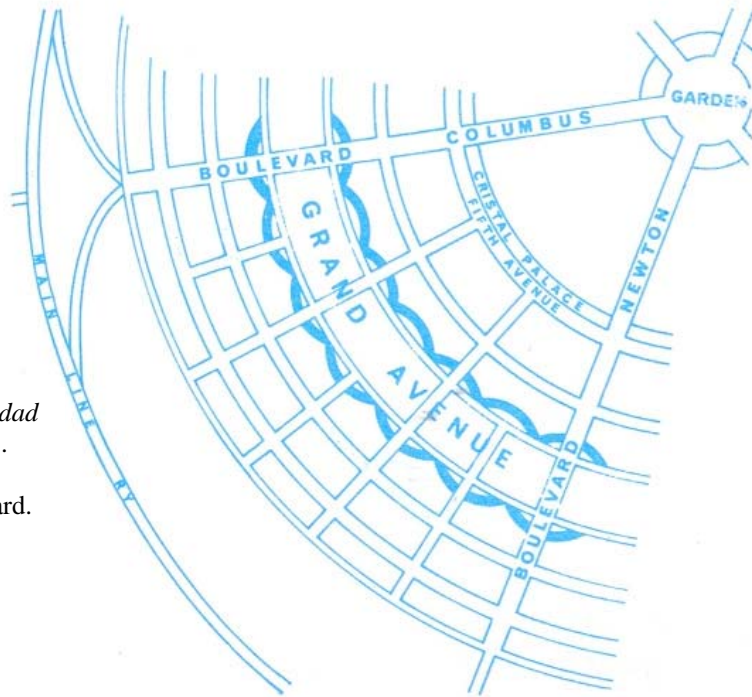 GARDEN
COLUMBUS
BOULEVARD
CRISTAL PALACE
FIFTH AVENUE
NEWTON
GRAND AVENUE
MAIN LINE RY
BOULEVARD
dad
.
ard.